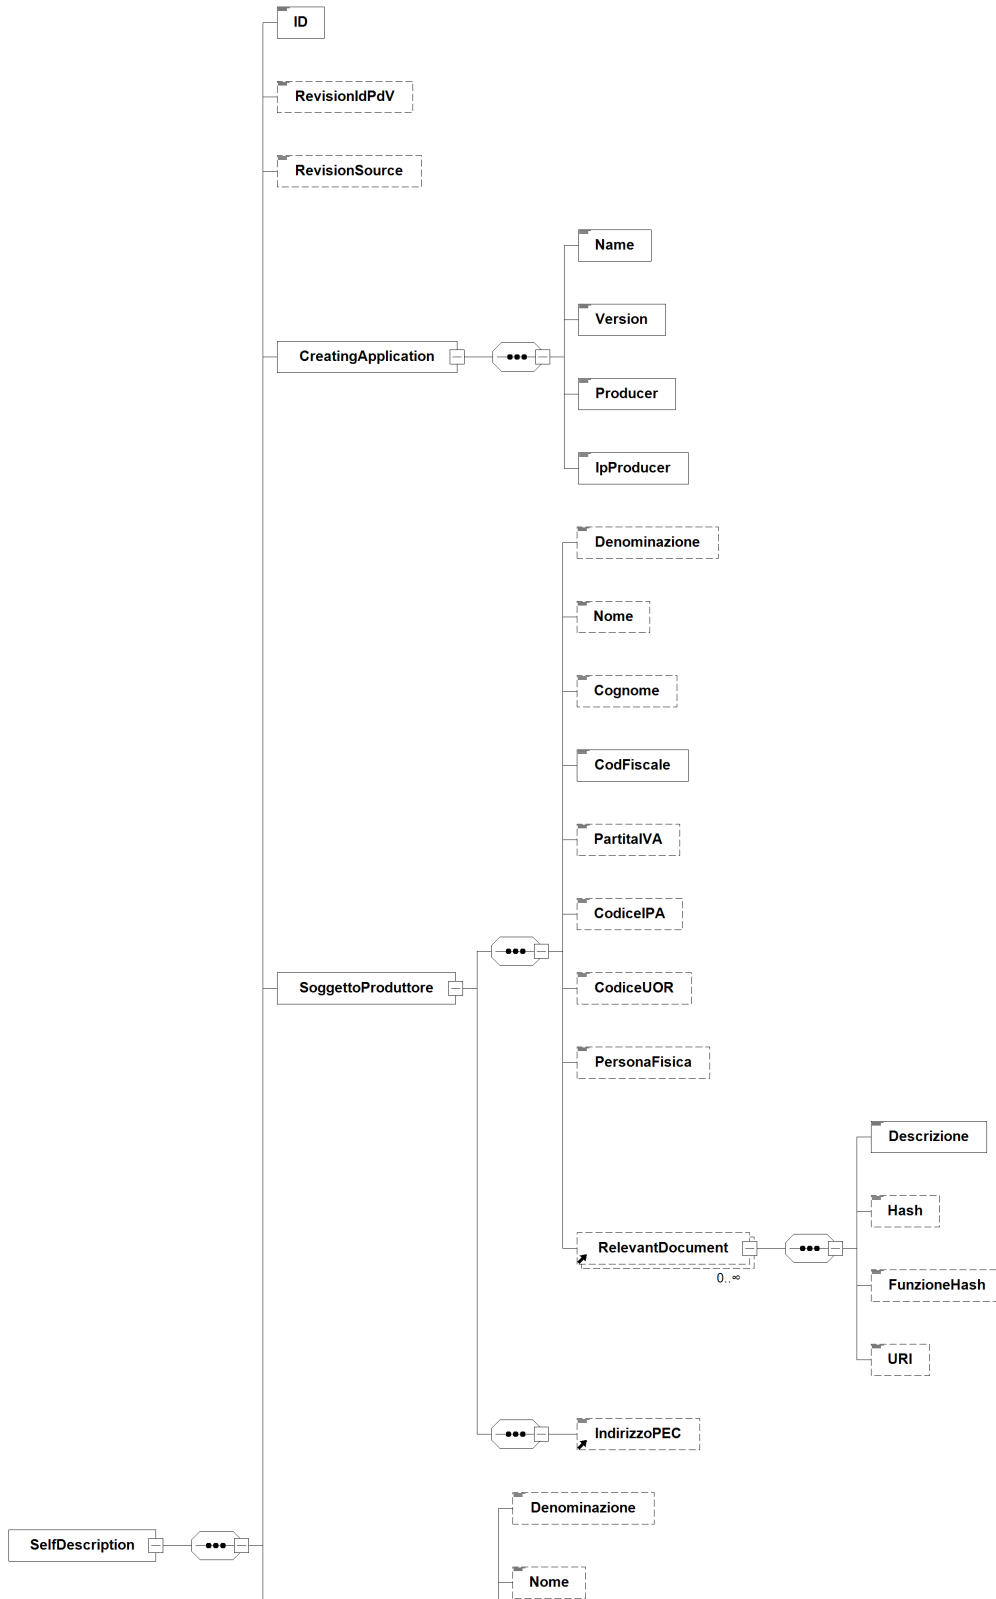 ID
RevisionIdPdV
RevisionSource
Name
Version
CreatingApplication
Producer
IpProducer
Denominazione
Nome
Cognome
CodFiscale
PartitaIVA
CodiceIPA
SoggettoProduttore
CodiceUOR
PersonaFisica
Descrizione
Hash
RelevantDocument
0..∞
FunzioneHash
URI
IndirizzoPEC
Denominazione
SelfDescription
Nome